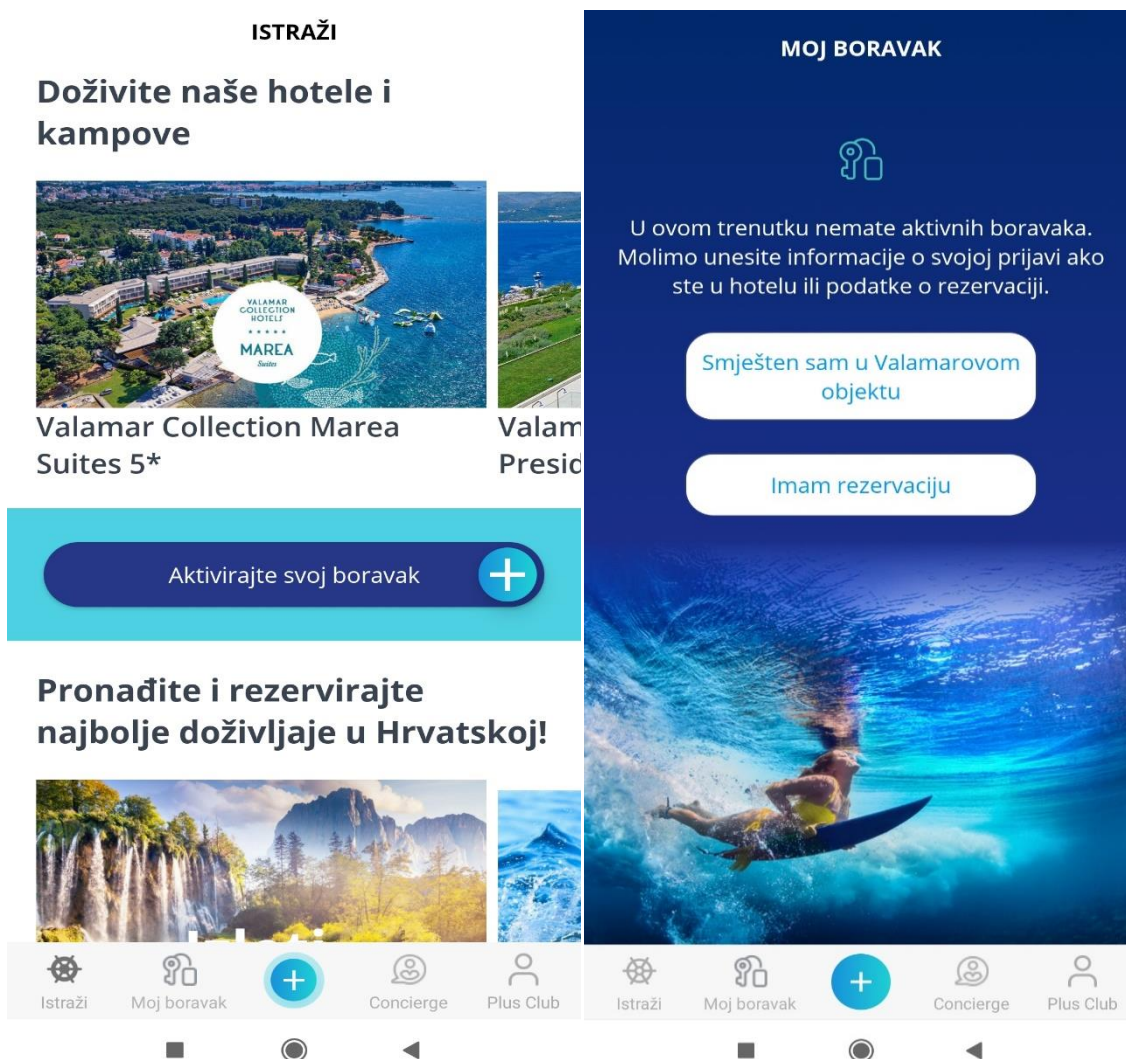 ISTRAŽI
Doživite naše hotele i
kampove
VALAMAR
COLLECTION
HOTELS
MAREA
Suites
Valamar Collection Marea
Suites 5*
Valam
Presid
Aktivirajte svoj boravak
Pronađite i rezervirajte
najbolje doživljaje u Hrvatskoj!
Istraži
Moj boravak
Concierge
Plus Club
MOJ BORAVAK
U ovom trenutku nemate aktivnih boravaka.
Molimo unesite informacije o svojoj prijavi ako
ste u hotelu ili podatke o rezervaciji.
Smješten sam u Valamarovom
objektu
Imam rezervaciju
Istraži
Moj boravak
Concierge
Plus Club